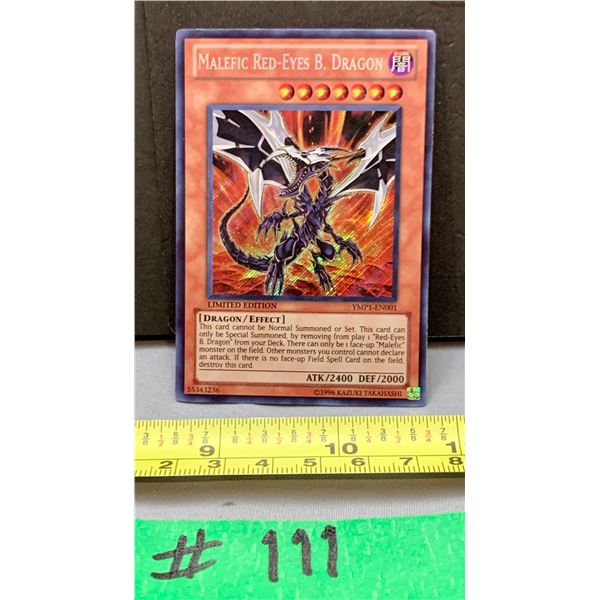 MALEFIC RED-EYES B. DRAGON
闇
LIMITED EDITION
YMP1-EN001
[DRAGON/EFFECT]
This card cannot be Normal Summoned or Set. This card can
only be Special Summoned, by removing from play 1 "Red-Eyes
B. Dragon" from your Deck. There can only be 1 face-up "Malefic"
monster on the field. Other monsters you control cannot declare
an attack. If there is no face-up Field Spell Card on the field,
destroy this card.
ATK/2400 DEF/2000
55343236
©1996 KAZUKI TAKAHASHI
9 10 1
2 3 4 5 6 7 8
# 111